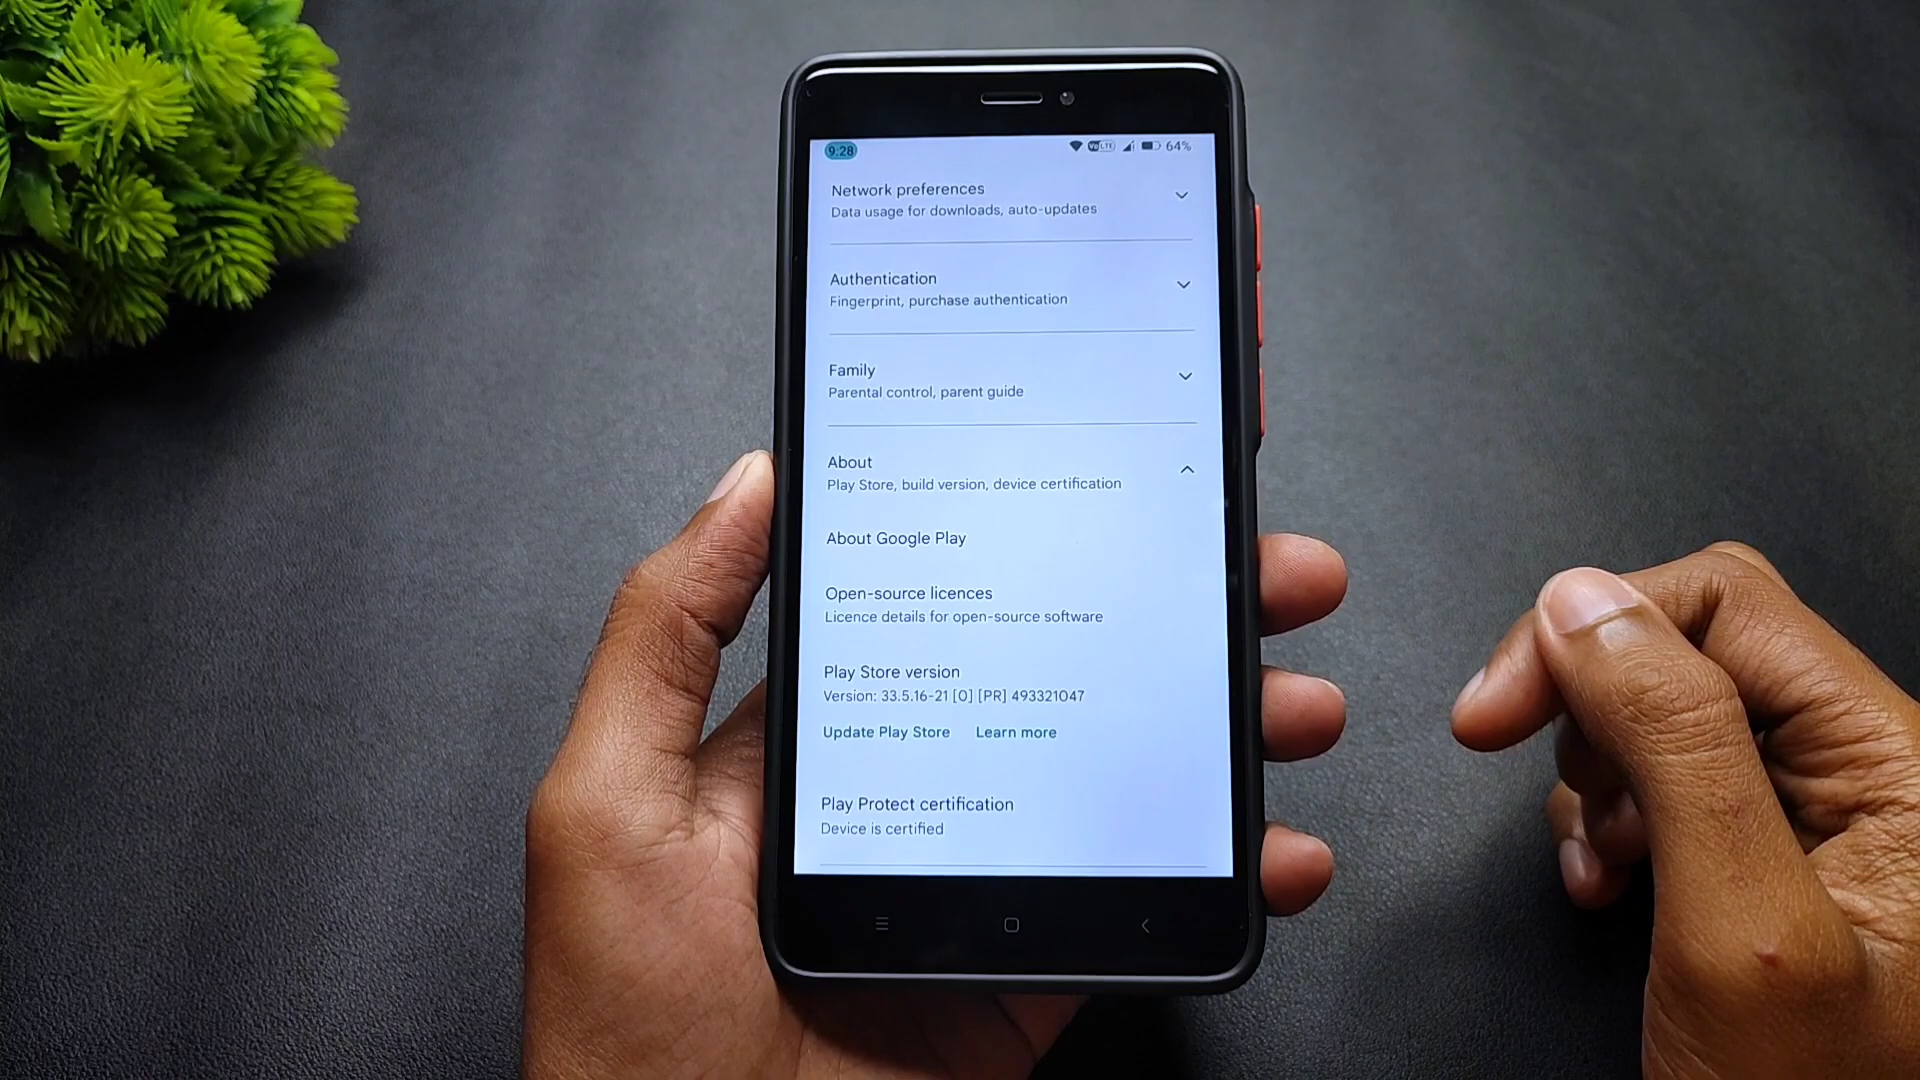 9:28
VoLTE
64%
Network preferences
Data usage for downloads, auto-updates
Authentication
Fingerprint, purchase authentication
Family
Parental control, parent guide
About
Play Store, build version, device certification
About Google Play
Open-source licences
Licence details for open-source software
Play Store version
Version: 33.5.16-21 [0] [PR] 493321047
Update Play Store Learn more
Play Protect certification
Device is certified